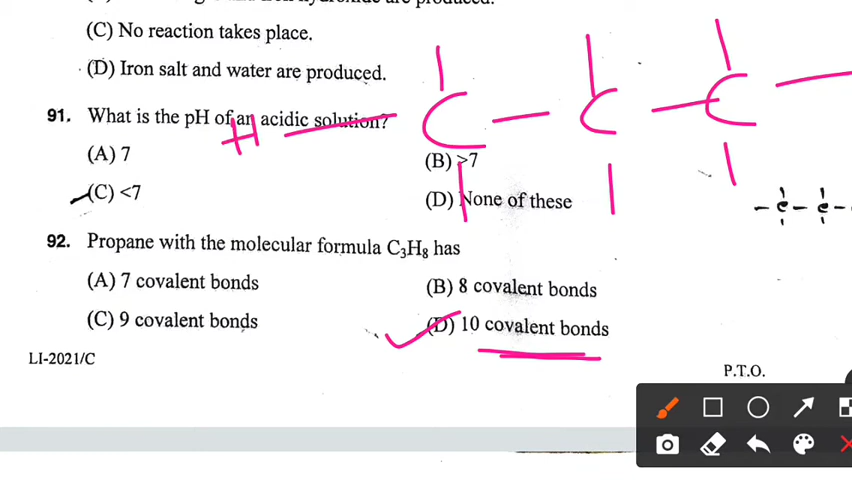 (C) No reaction takes place.
(D) Iron salt and water are produced.
91. What is the pH of an acidic solution?
(A) 7
(B) >7
(C) <7
(D) None of these
H C C C
C C
92. Propane with the molecular formula C₃H₈ has
(A) 7 covalent bonds
(B) 8 covalent bonds
(C) 9 covalent bonds
(D) 10 covalent bonds
LI-2021/C
P.T.O.